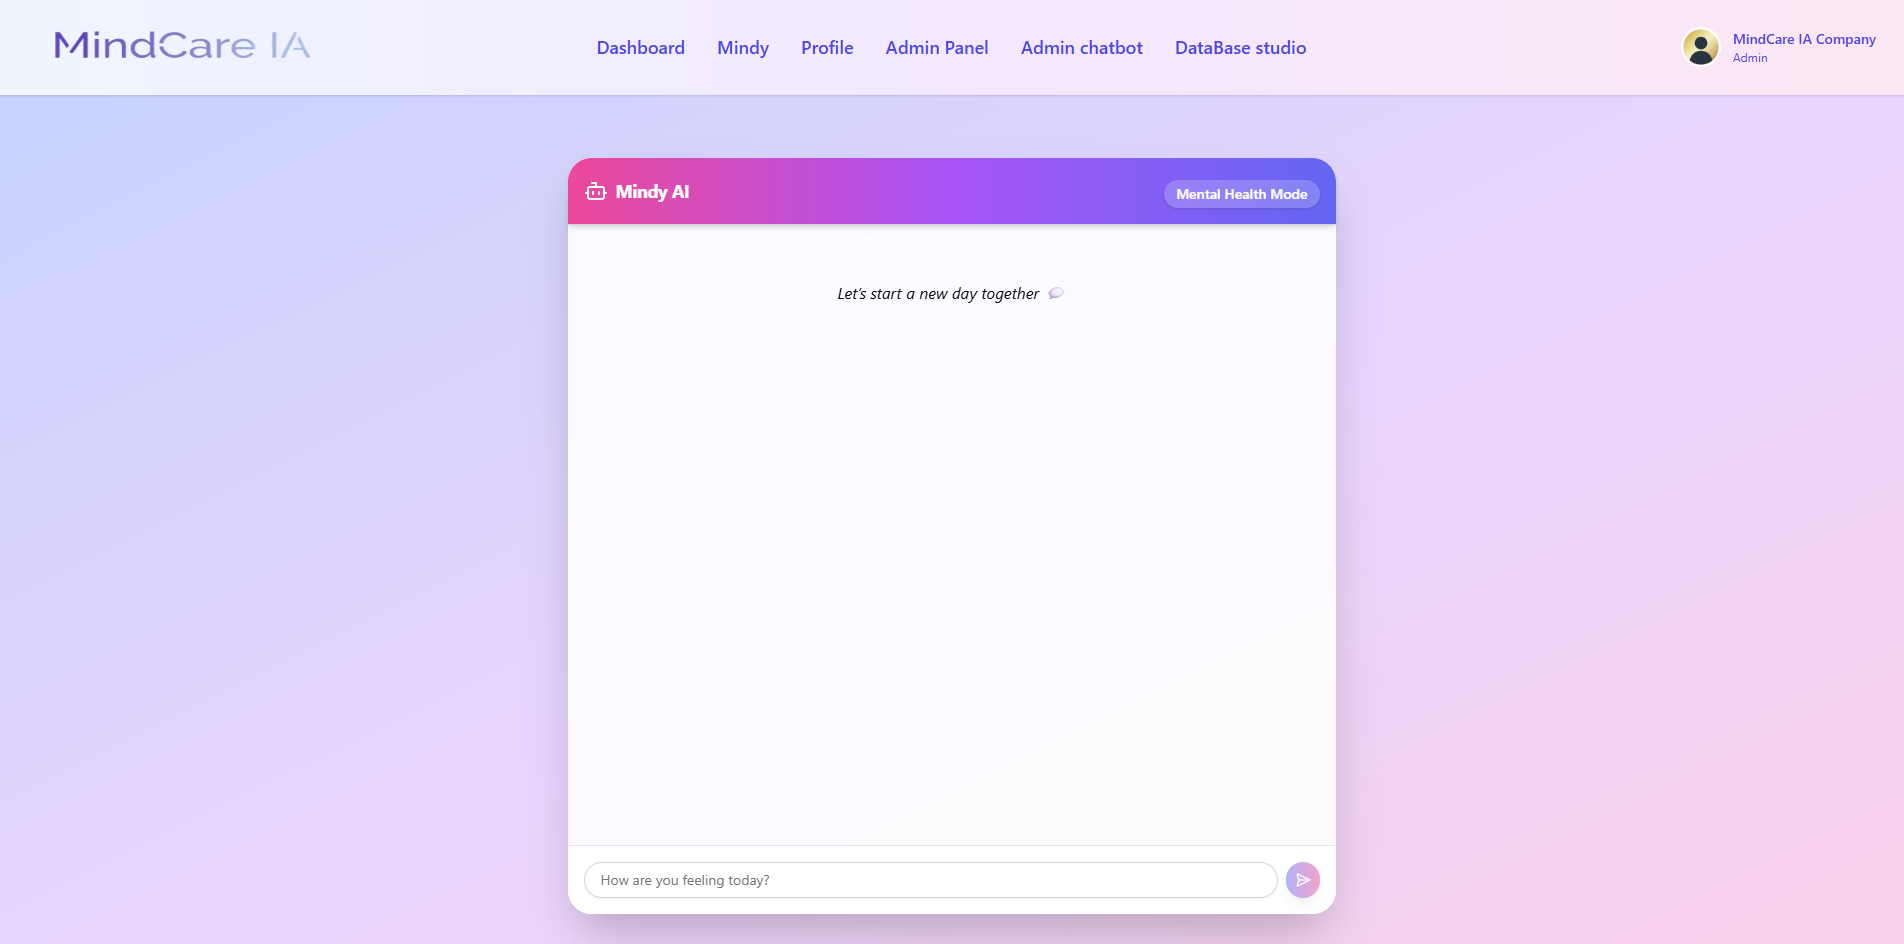 MindCare IA
Dashboard
Mindy
Profile
Admin Panel
Admin chatbot
DataBase studio
MindCare IA Company
Admin
Mindy AI
Mental Health Mode
Let's start a new day together
How are you feeling today?